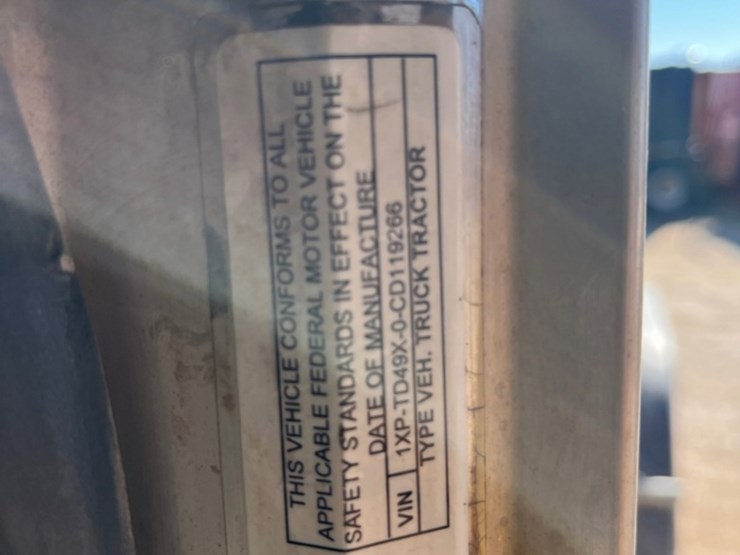 THIS VEHICLE CONFORMS TO ALL
APPLICABLE FEDERAL MOTOR VEHICLE
SAFETY STANDARDS IN EFFECT ON THE
DATE OF MANUFACTURE
VIN 1XP-TD49X-0-CD119266
TYPE VEH. TRUCK TRACTOR